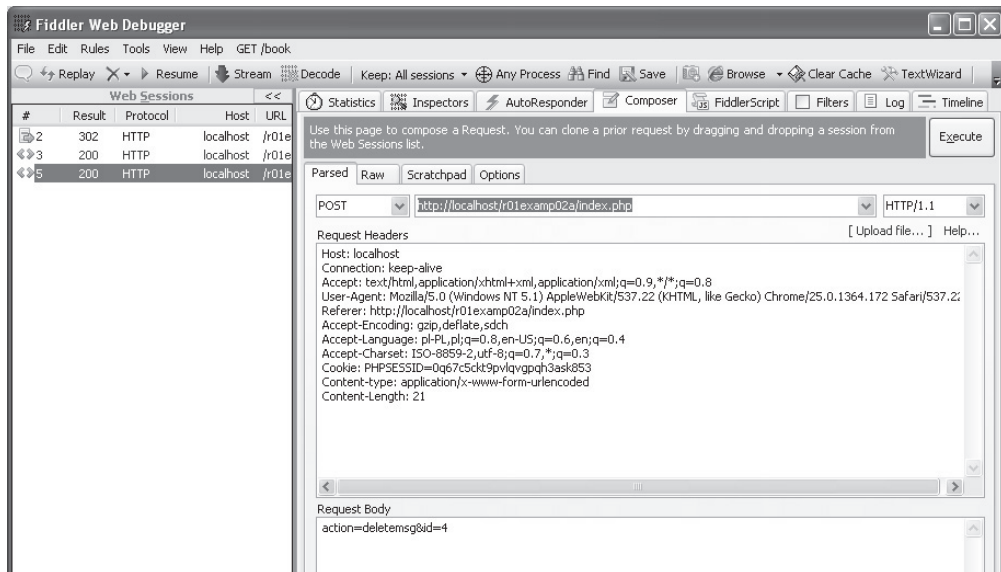 Fiddler Web Debugger
File Edit Rules Tools View Help GET /book
Replay Resume Stream Decode Keep: All sessions Any Process Find Save Browse Clear Cache TextWizard
Web Sessions <<
# Result Protocol Host URL
2 302 HTTP localhost /r01e
3 200 HTTP localhost /r01e
5 200 HTTP localhost /r01e
Statistics Inspectors AutoResponder Composer FiddlerScript Filters Log Timeline
Use this page to compose a Request. You can clone a prior request by dragging and dropping a session from
the Web Sessions list.
Execute
Parsed Raw Scratchpad Options
POST http://localhost/r01examp02a/index.php HTTP/1.1
Request Headers [ Upload file... ] Help...
Host: localhost
Connection: keep-alive
Accept: text/html,application/xhtml+xml,application/xml;q=0.9,*/*;q=0.8
User-Agent: Mozilla/5.0 (Windows NT 5.1) AppleWebKit/537.22 (KHTML, like Gecko) Chrome/25.0.1364.172 Safari/537.22
Referer: http://localhost/r01examp02a/index.php
Accept-Encoding: gzip,deflate,sdch
Accept-Language: pl-PL,pl;q=0.8,en-US;q=0.6,en;q=0.4
Accept-Charset: ISO-8859-2,utf-8;q=0.7,*;q=0.3
Cookie: PHPSESSID=0q67c5ckt9pvlqvgpqh3ask853
Content-type: application/x-www-form-urlencoded
Content-Length: 21
Request Body
action=deletemsg&id=4